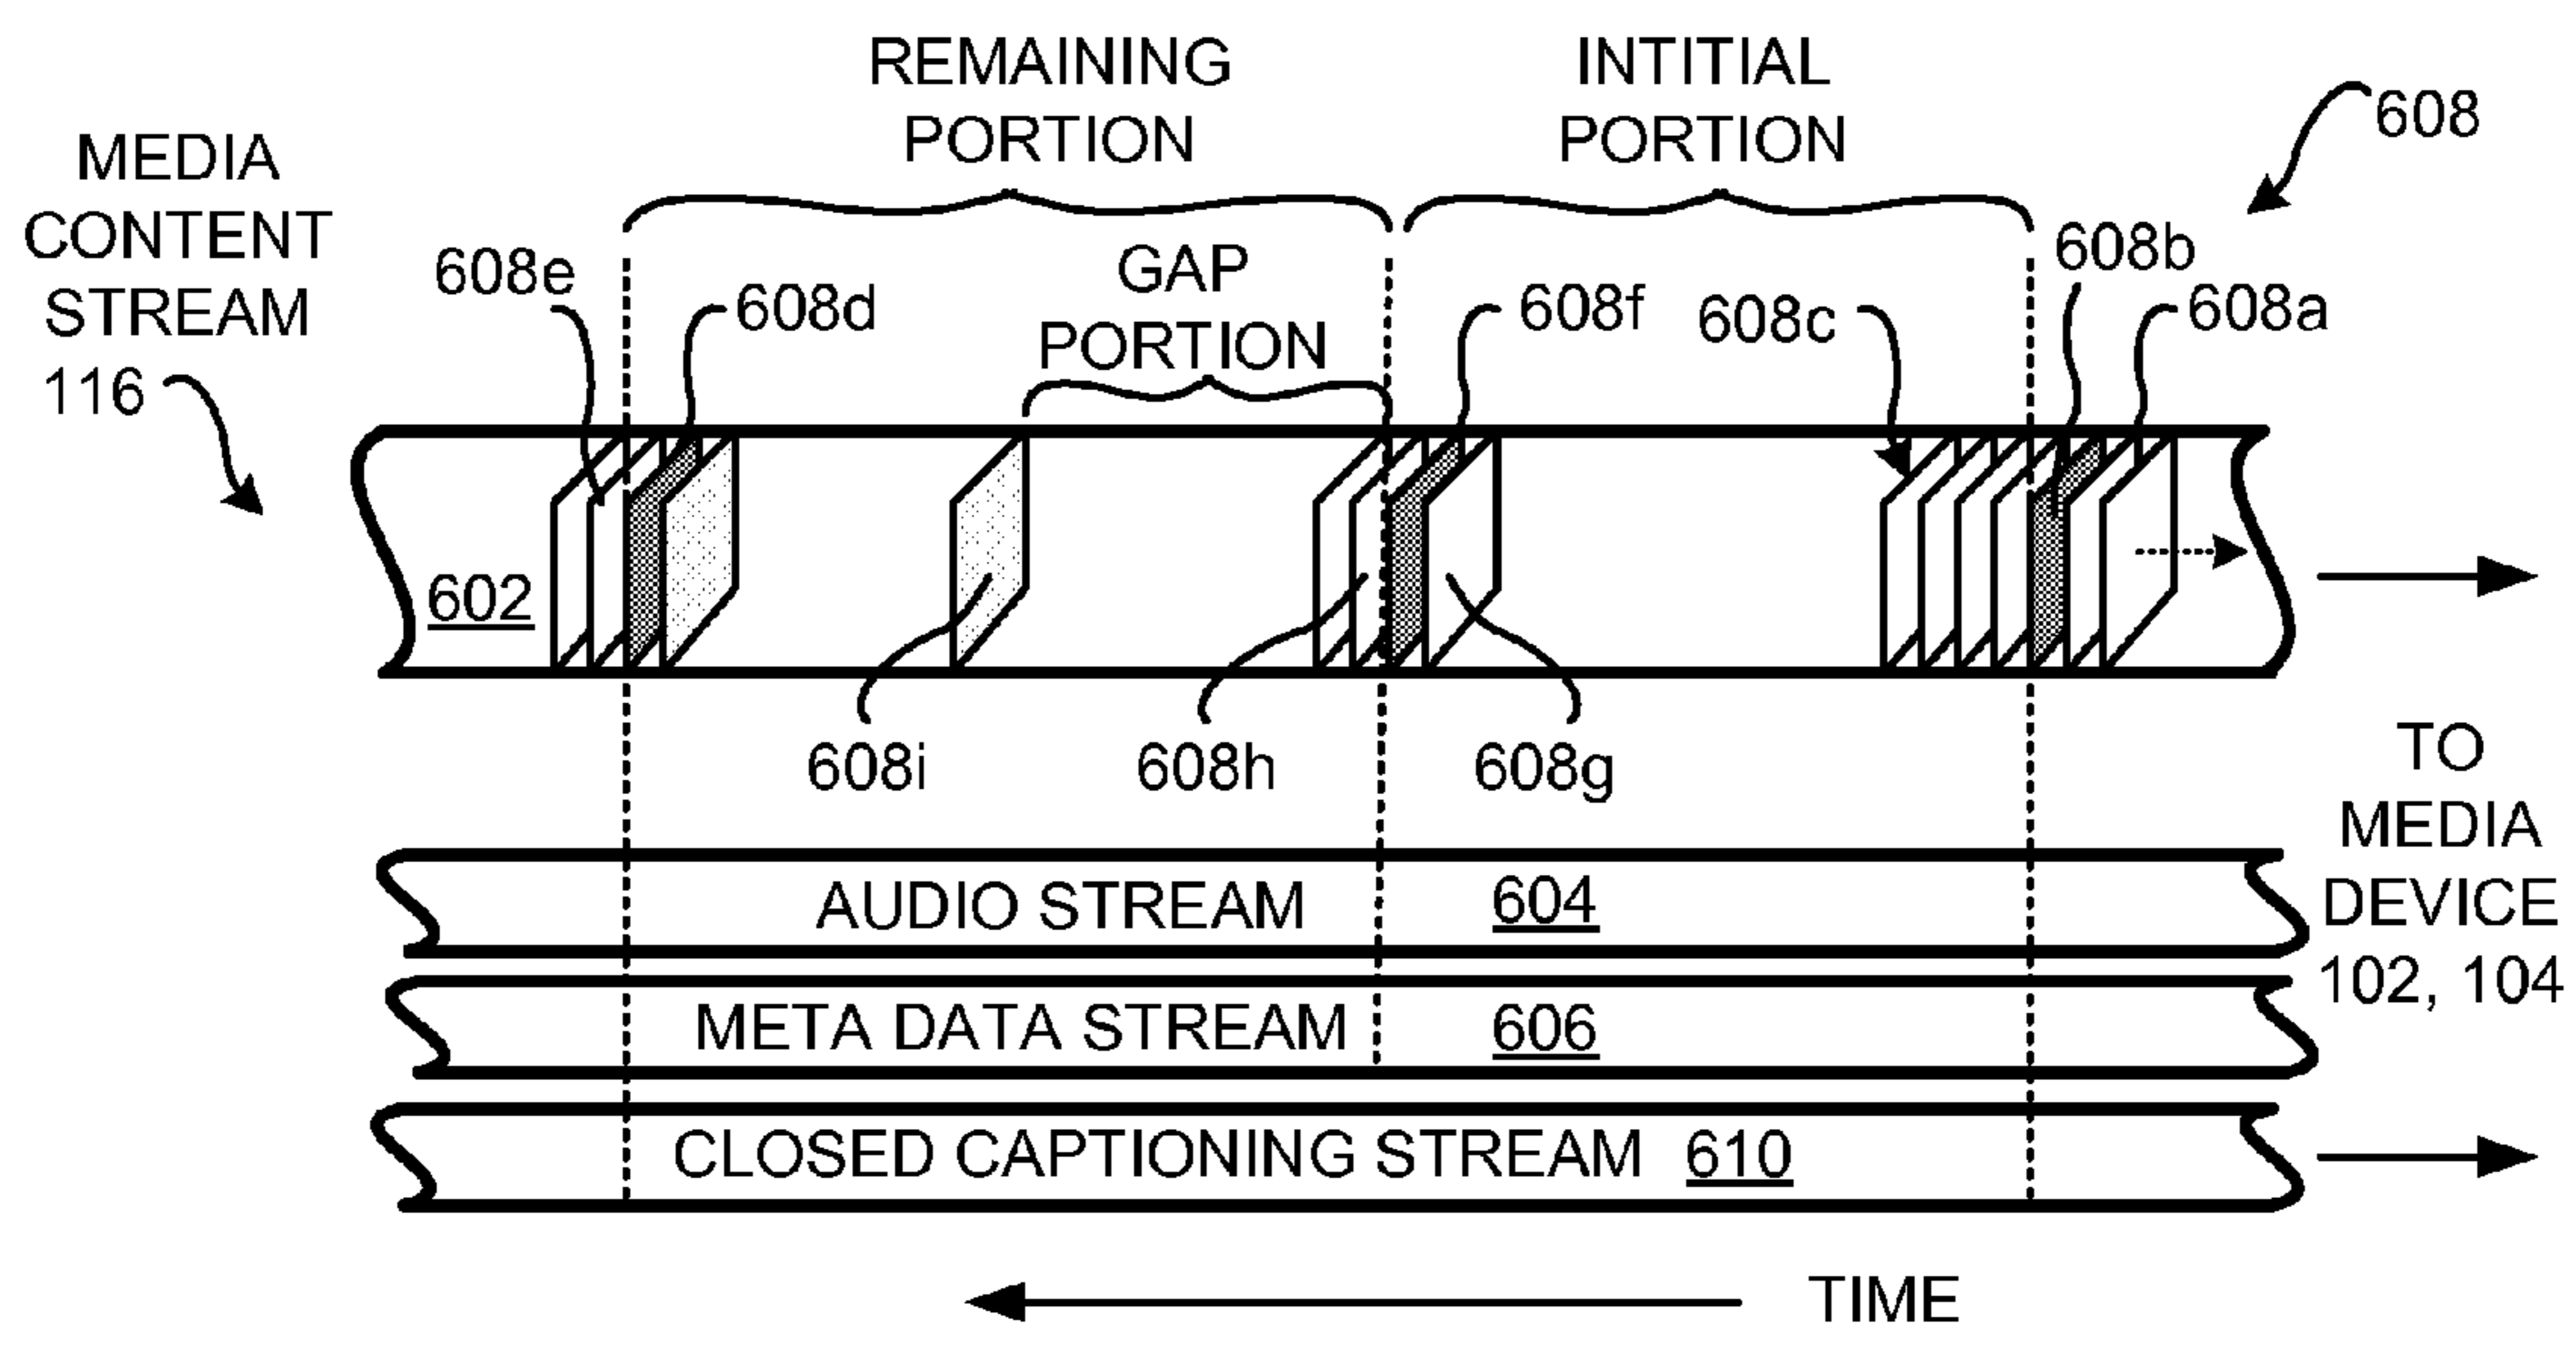 REMAINING
PORTION
INTITIAL
PORTION
608
MEDIA
CONTENT
STREAM
116
608e
608d
GAP
PORTION
608f
608c
608b
608a
602
608i
608h
608g
TO
MEDIA
DEVICE
102, 104
AUDIO STREAM 604
META DATA STREAM 606
CLOSED CAPTIONING STREAM 610
TIME